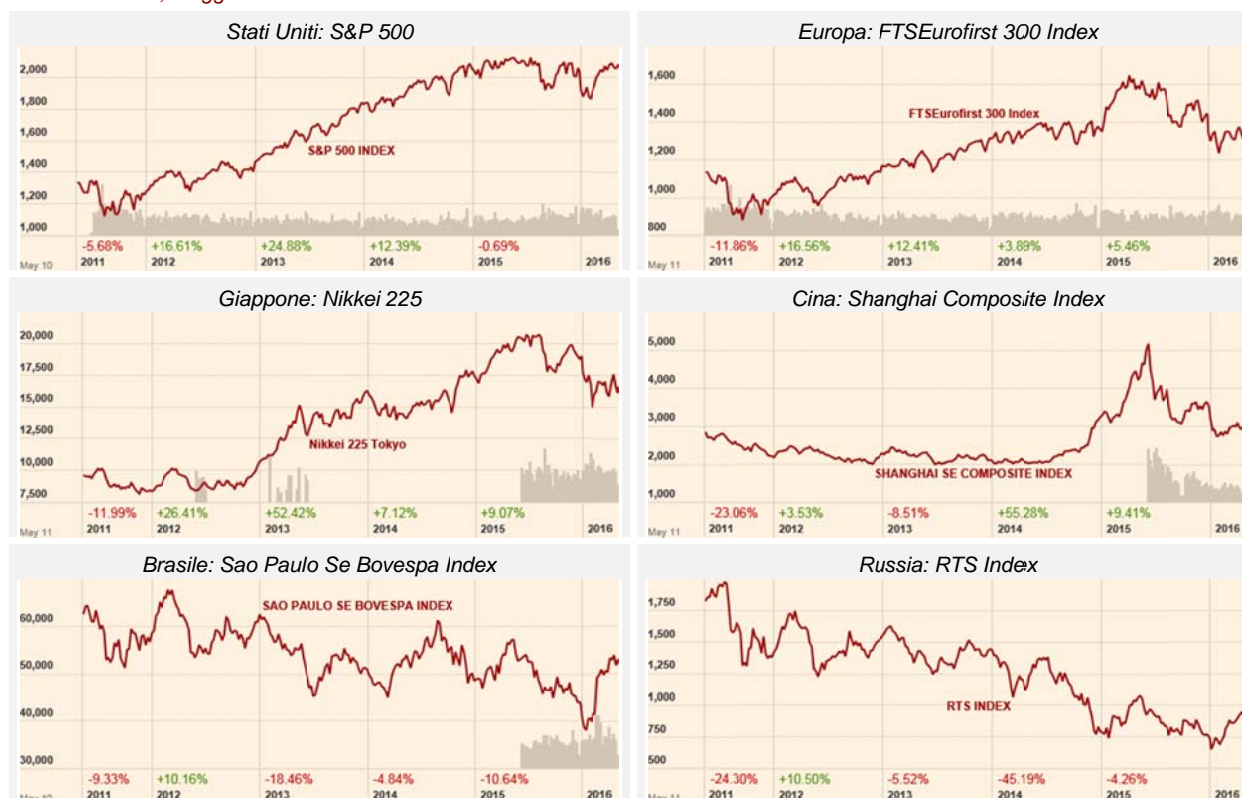 Stati Uniti: S&P 500
2,000
1,800
1,600
1,400
1,200
1,000
S&P 500 INDEX
-5.68% +16.61% +24.88% +12.39% -0.69%
May 10 2011 2012 2013 2014 2015 2016
Europa: FTSEurofirst 300 Index
1,600
1,400
1,200
1,000
800
FTSEurofirst 300 Index
-11.86% +16.56% +12.41% +3.89% +5.46%
May 11 2011 2012 2013 2014 2015 2016
Giappone: Nikkei 225
20,000
17,500
15,000
12,500
10,000
7,500
Nikkei 225 Tokyo
-11.99% +26.41% +52.42% +7.12% +9.07%
May 11 2011 2012 2013 2014 2015 2016
Cina: Shanghai Composite Index
5,000
4,000
3,000
2,000
1,000
SHANGHAI SE COMPOSITE INDEX
-23.06% +3.53% -8.51% +55.28% +9.41%
May 11 2011 2012 2013 2014 2015 2016
Brasile: Sao Paulo Se Bovespa Index
60,000
50,000
40,000
30,000
SAO PAULO SE BOVESPA INDEX
-9.33% +10.16% -18.46% -4.84% -10.64%
2011 2012 2013 2014 2015 2016
Russia: RTS Index
1,750
1,500
1,250
1,000
750
500
RTS INDEX
-24.30% +10.50% -5.52% -45.19% -4.26%
2011 2012 2013 2014 2015 2016